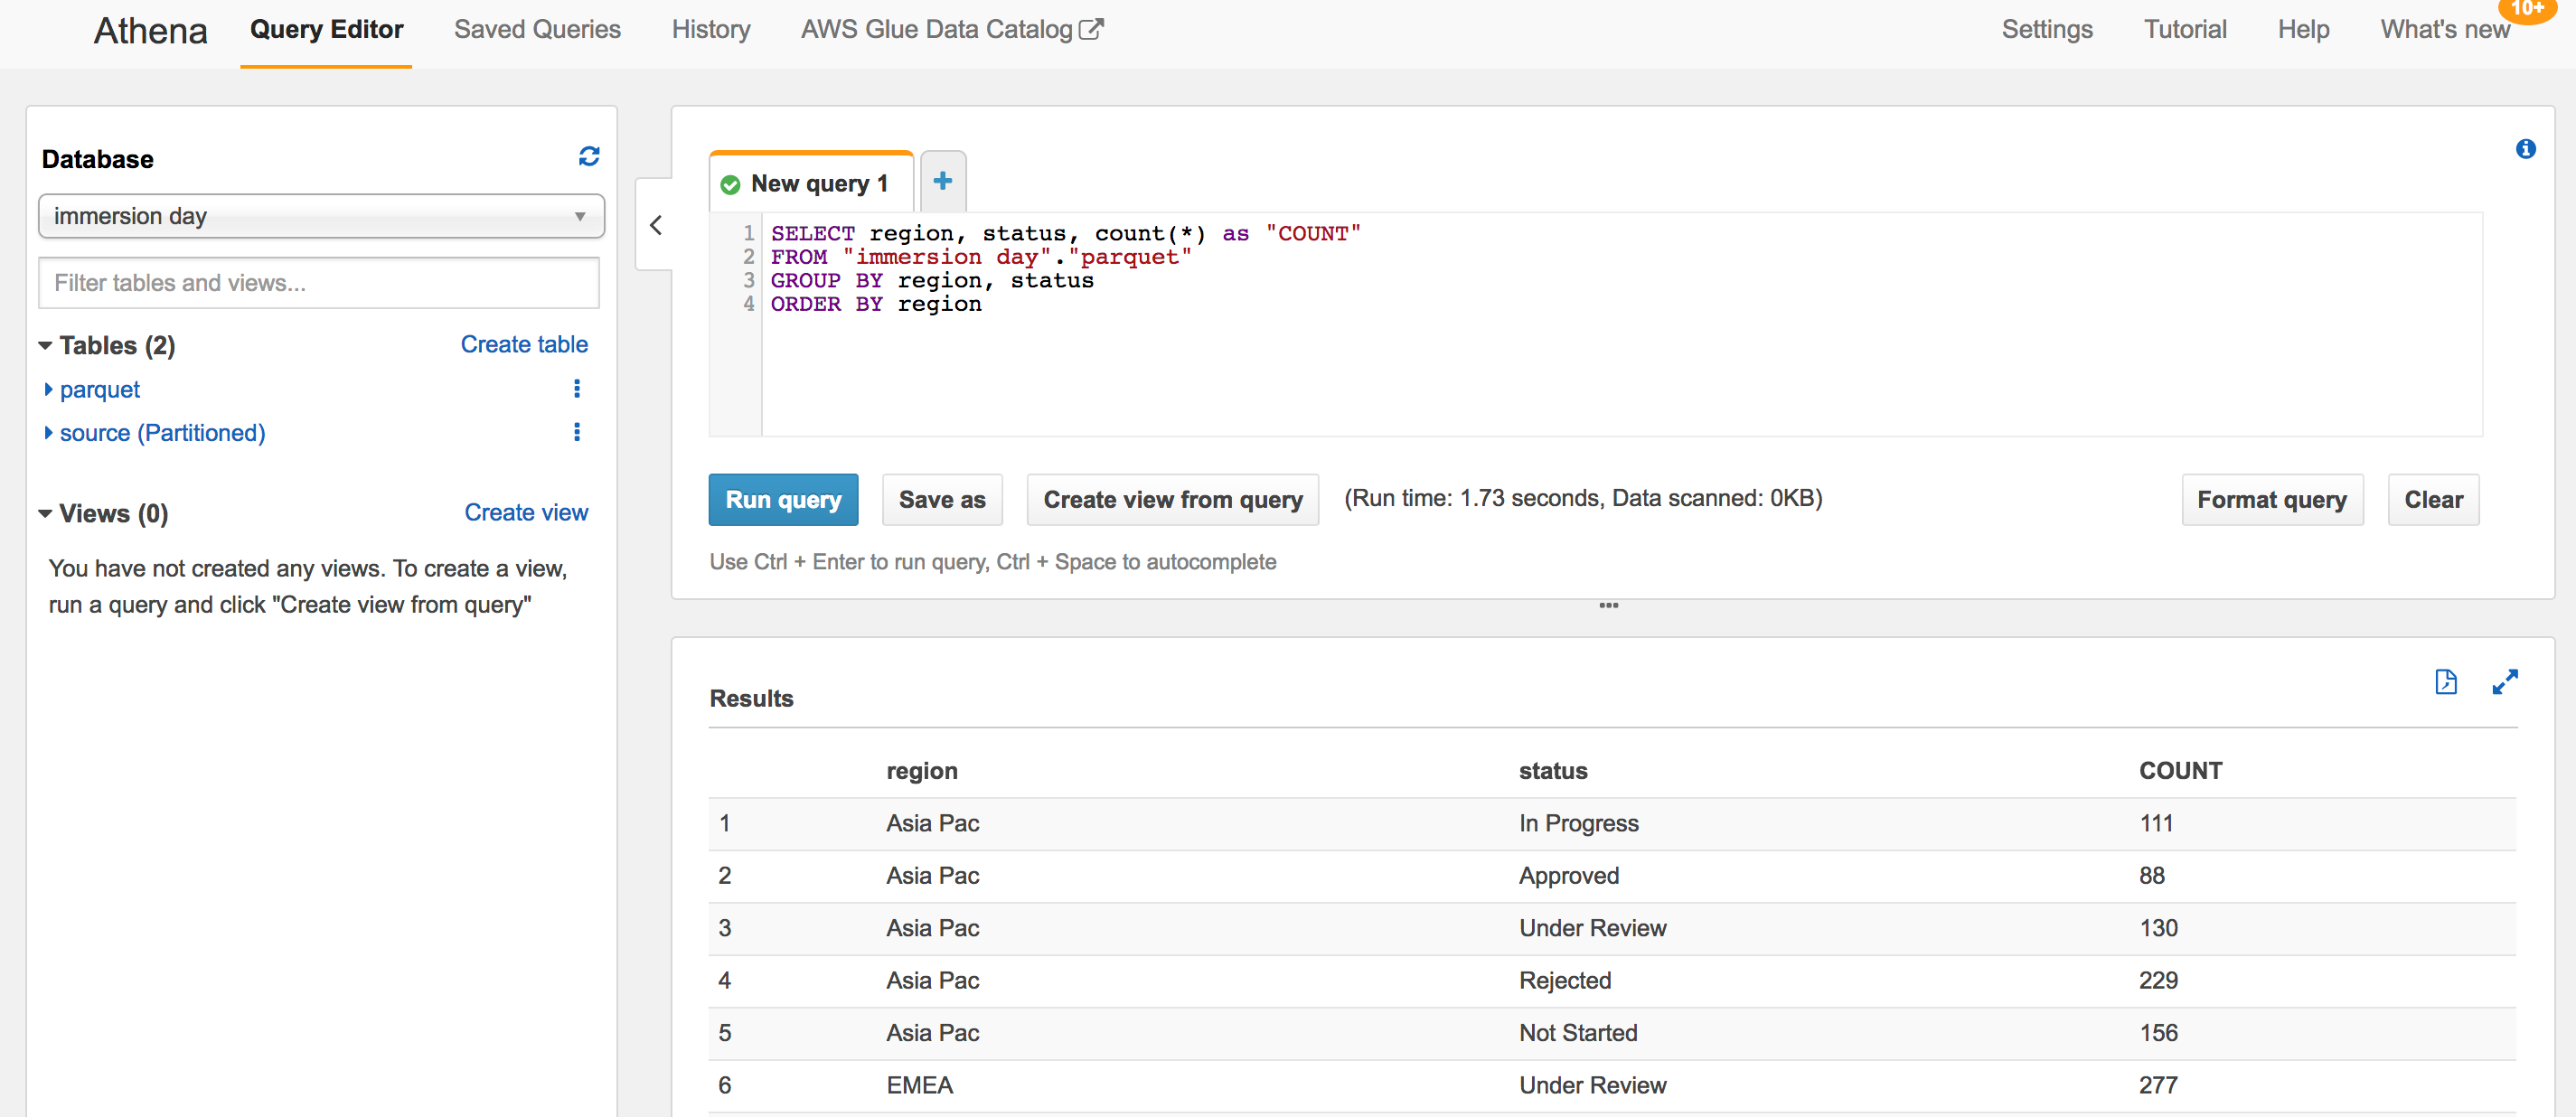 Athena Query Editor Saved Queries History AWS Glue Data Catalog Settings Tutorial Help What's new 10+
Database
immersion day
Filter tables and views...
Tables (2) Create table
parquet
source (Partitioned)
Views (0) Create view
You have not created any views. To create a view,
run a query and click "Create view from query"
New query 1
1 SELECT region, status, count(*) as "COUNT"
2 FROM "immersion day"."parquet"
3 GROUP BY region, status
4 ORDER BY region
Run query Save as Create view from query (Run time: 1.73 seconds, Data scanned: 0KB) Format query Clear
Use Ctrl + Enter to run query, Ctrl + Space to autocomplete
Results
region status COUNT
1 Asia Pac In Progress 111
2 Asia Pac Approved 88
3 Asia Pac Under Review 130
4 Asia Pac Rejected 229
5 Asia Pac Not Started 156
6 EMEA Under Review 277